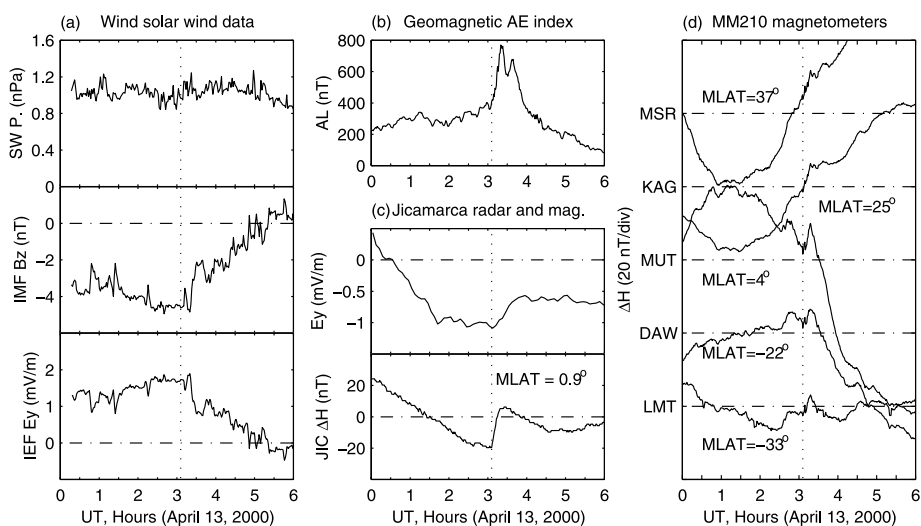 (a) Wind solar wind data
1.6
1.2
0.8
0.4
0
SW P. (nPa)
0
−2
−4
IMF Bz (nT)
2
1
0
IEF Ey (mV/m)
0 1 2 3 4 5 6
UT, Hours (April 13, 2000)
(b) Geomagnetic AE index
800
600
400
200
0
AL (nT)
0 1 2 3 4 5 6
(c) Jicamarca radar and mag.
0
−0.5
−1
Ey (mV/m)
MLAT = 0.9°
20
0
−20
JIC ΔH (nT)
0 1 2 3 4 5 6
UT, Hours (April 13, 2000)
(d) MM210 magnetometers
MLAT=37°
MSR
KAG
MLAT=25°
MUT
MLAT=4°
DAW
MLAT=−22°
LMT
MLAT=−33°
ΔH (20 nT/div)
0 1 2 3 4 5 6
UT, Hours (April 13, 2000)